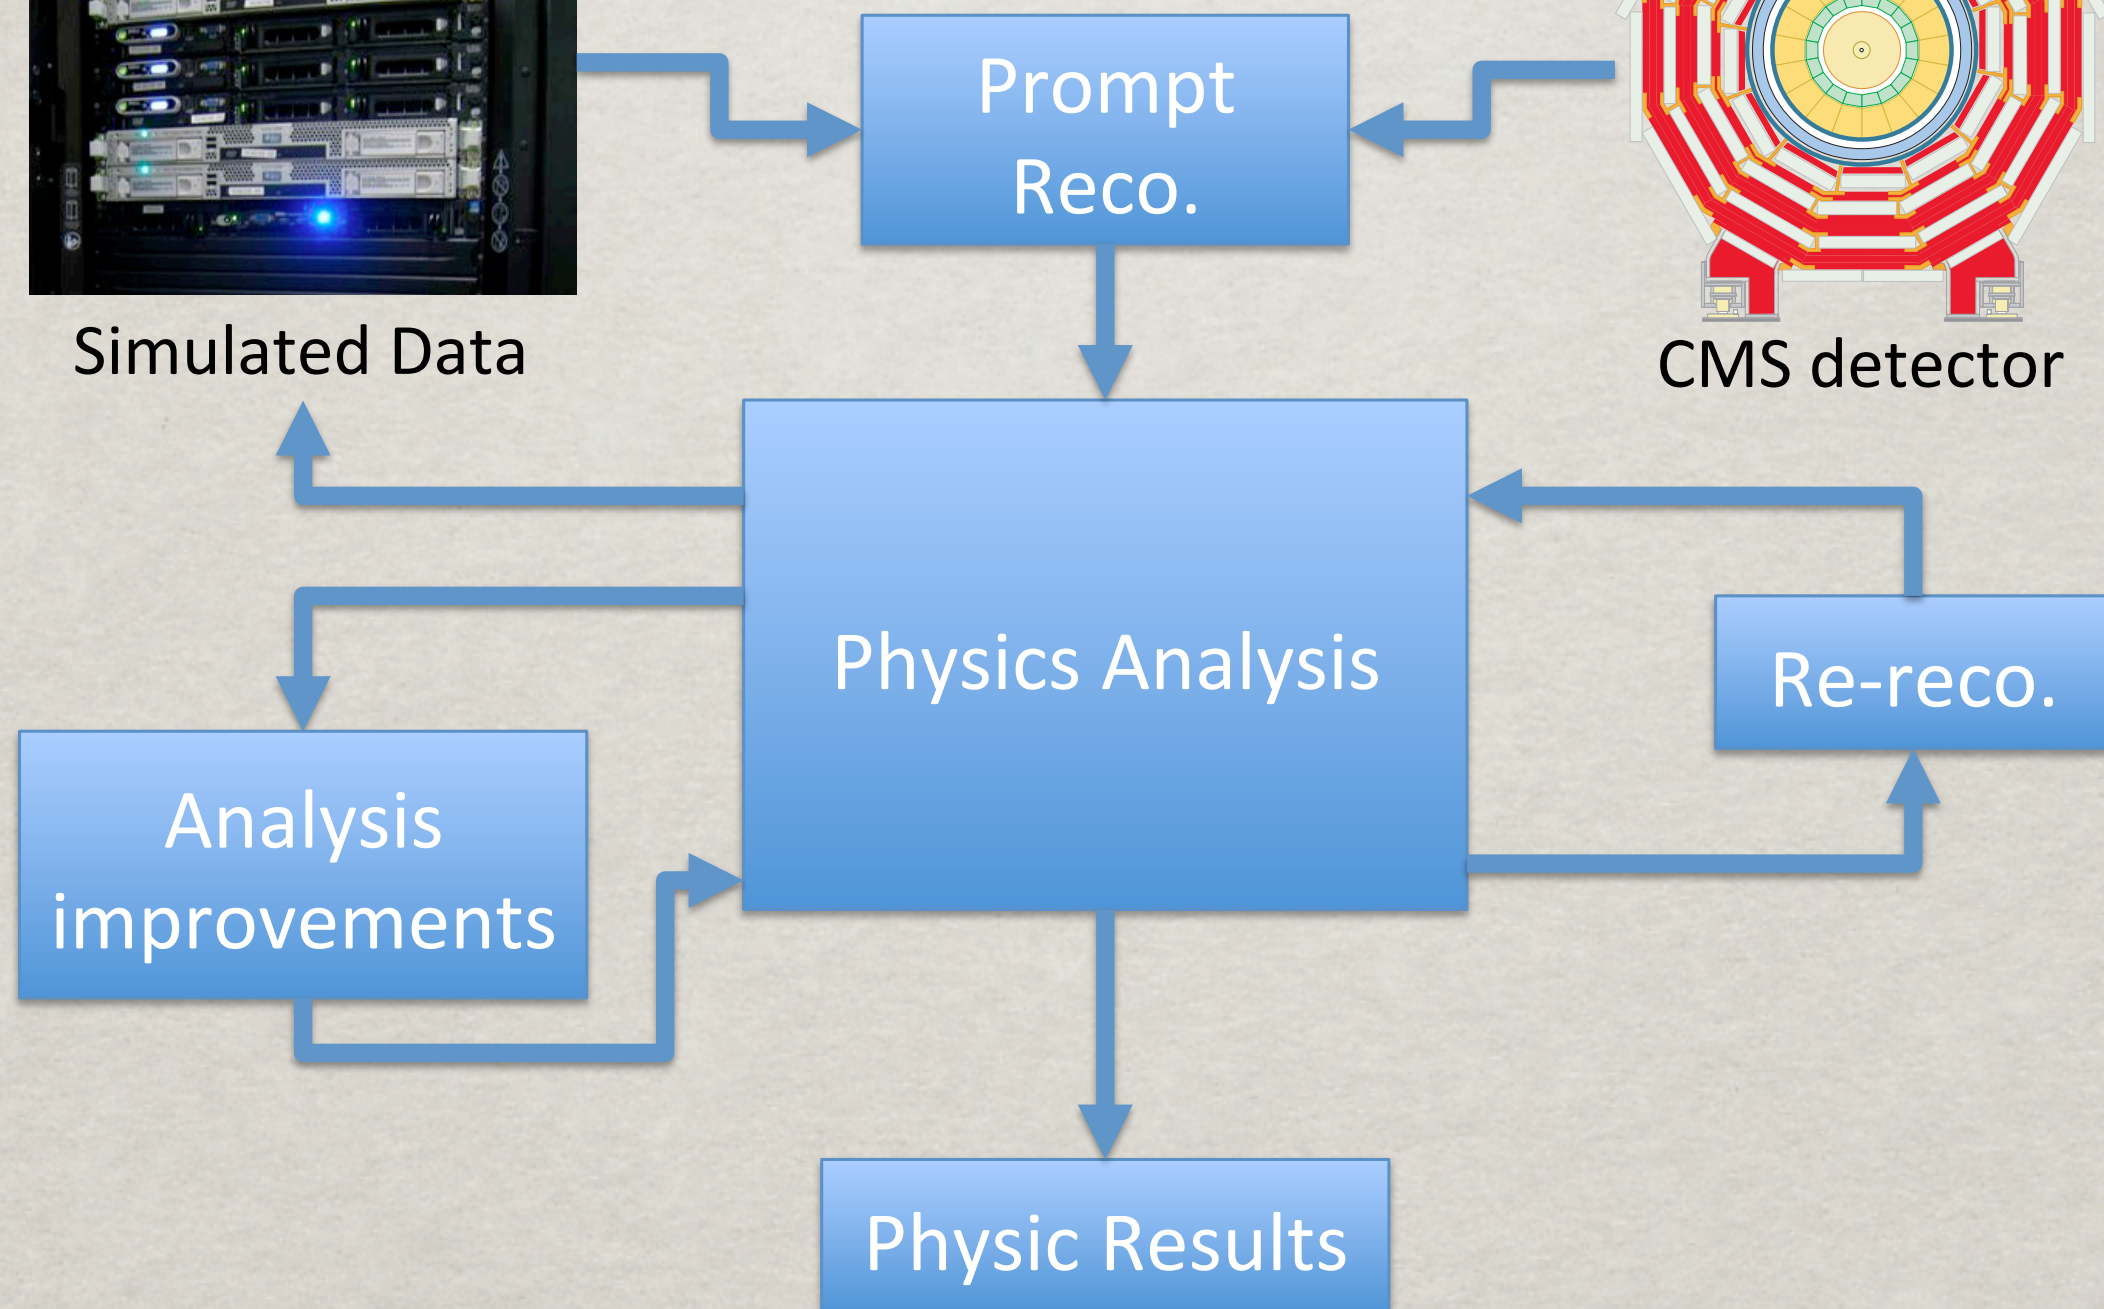 Prompt
Reco.
Simulated Data
CMS detector
Physics Analysis
Re-reco.
Analysis
improvements
Physic Results